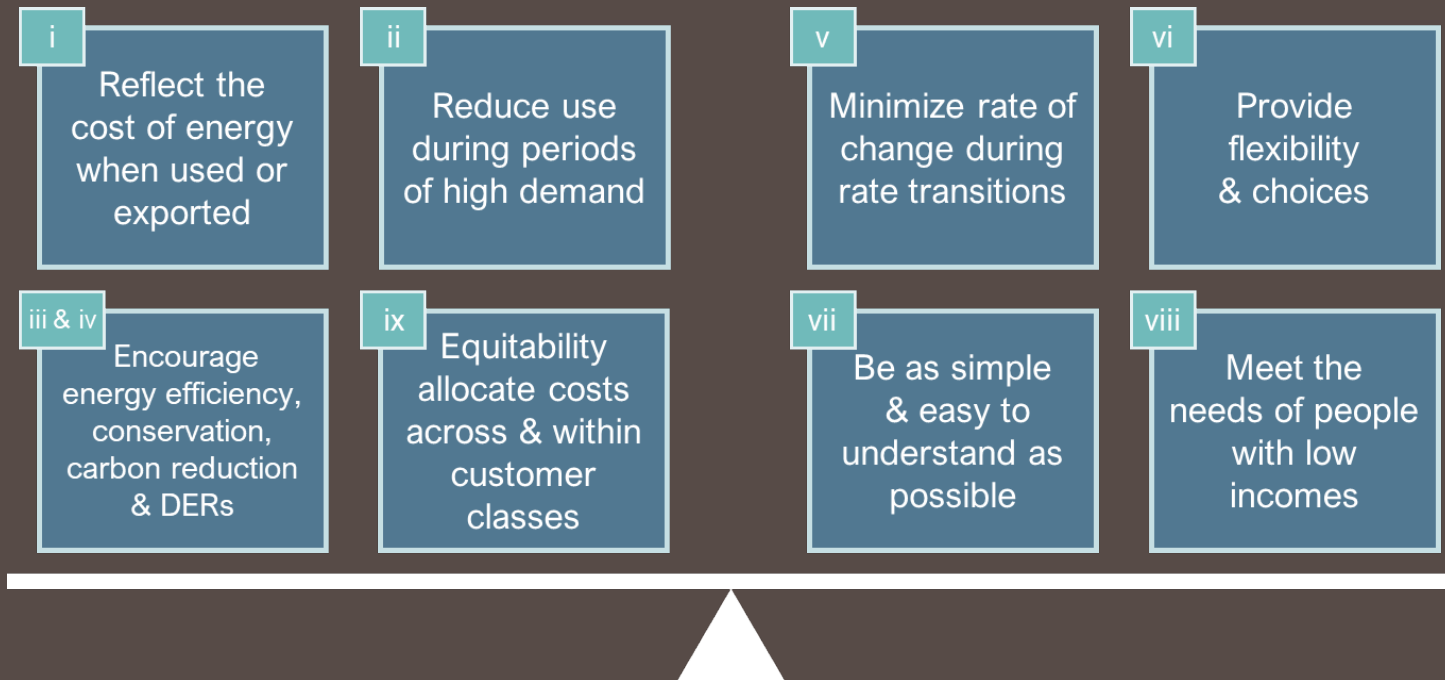 i
Reflect the
cost of energy
when used or
exported
ii
Reduce use
during periods
of high demand
v
Minimize rate of
change during
rate transitions
vi
Provide
flexibility
& choices
iii & iv
Encourage
energy efficiency,
conservation,
carbon reduction
& DERs
ix
Equitability
allocate costs
across & within
customer
classes
vii
Be as simple
& easy to
understand as
possible
viii
Meet the
needs of people
with low
incomes